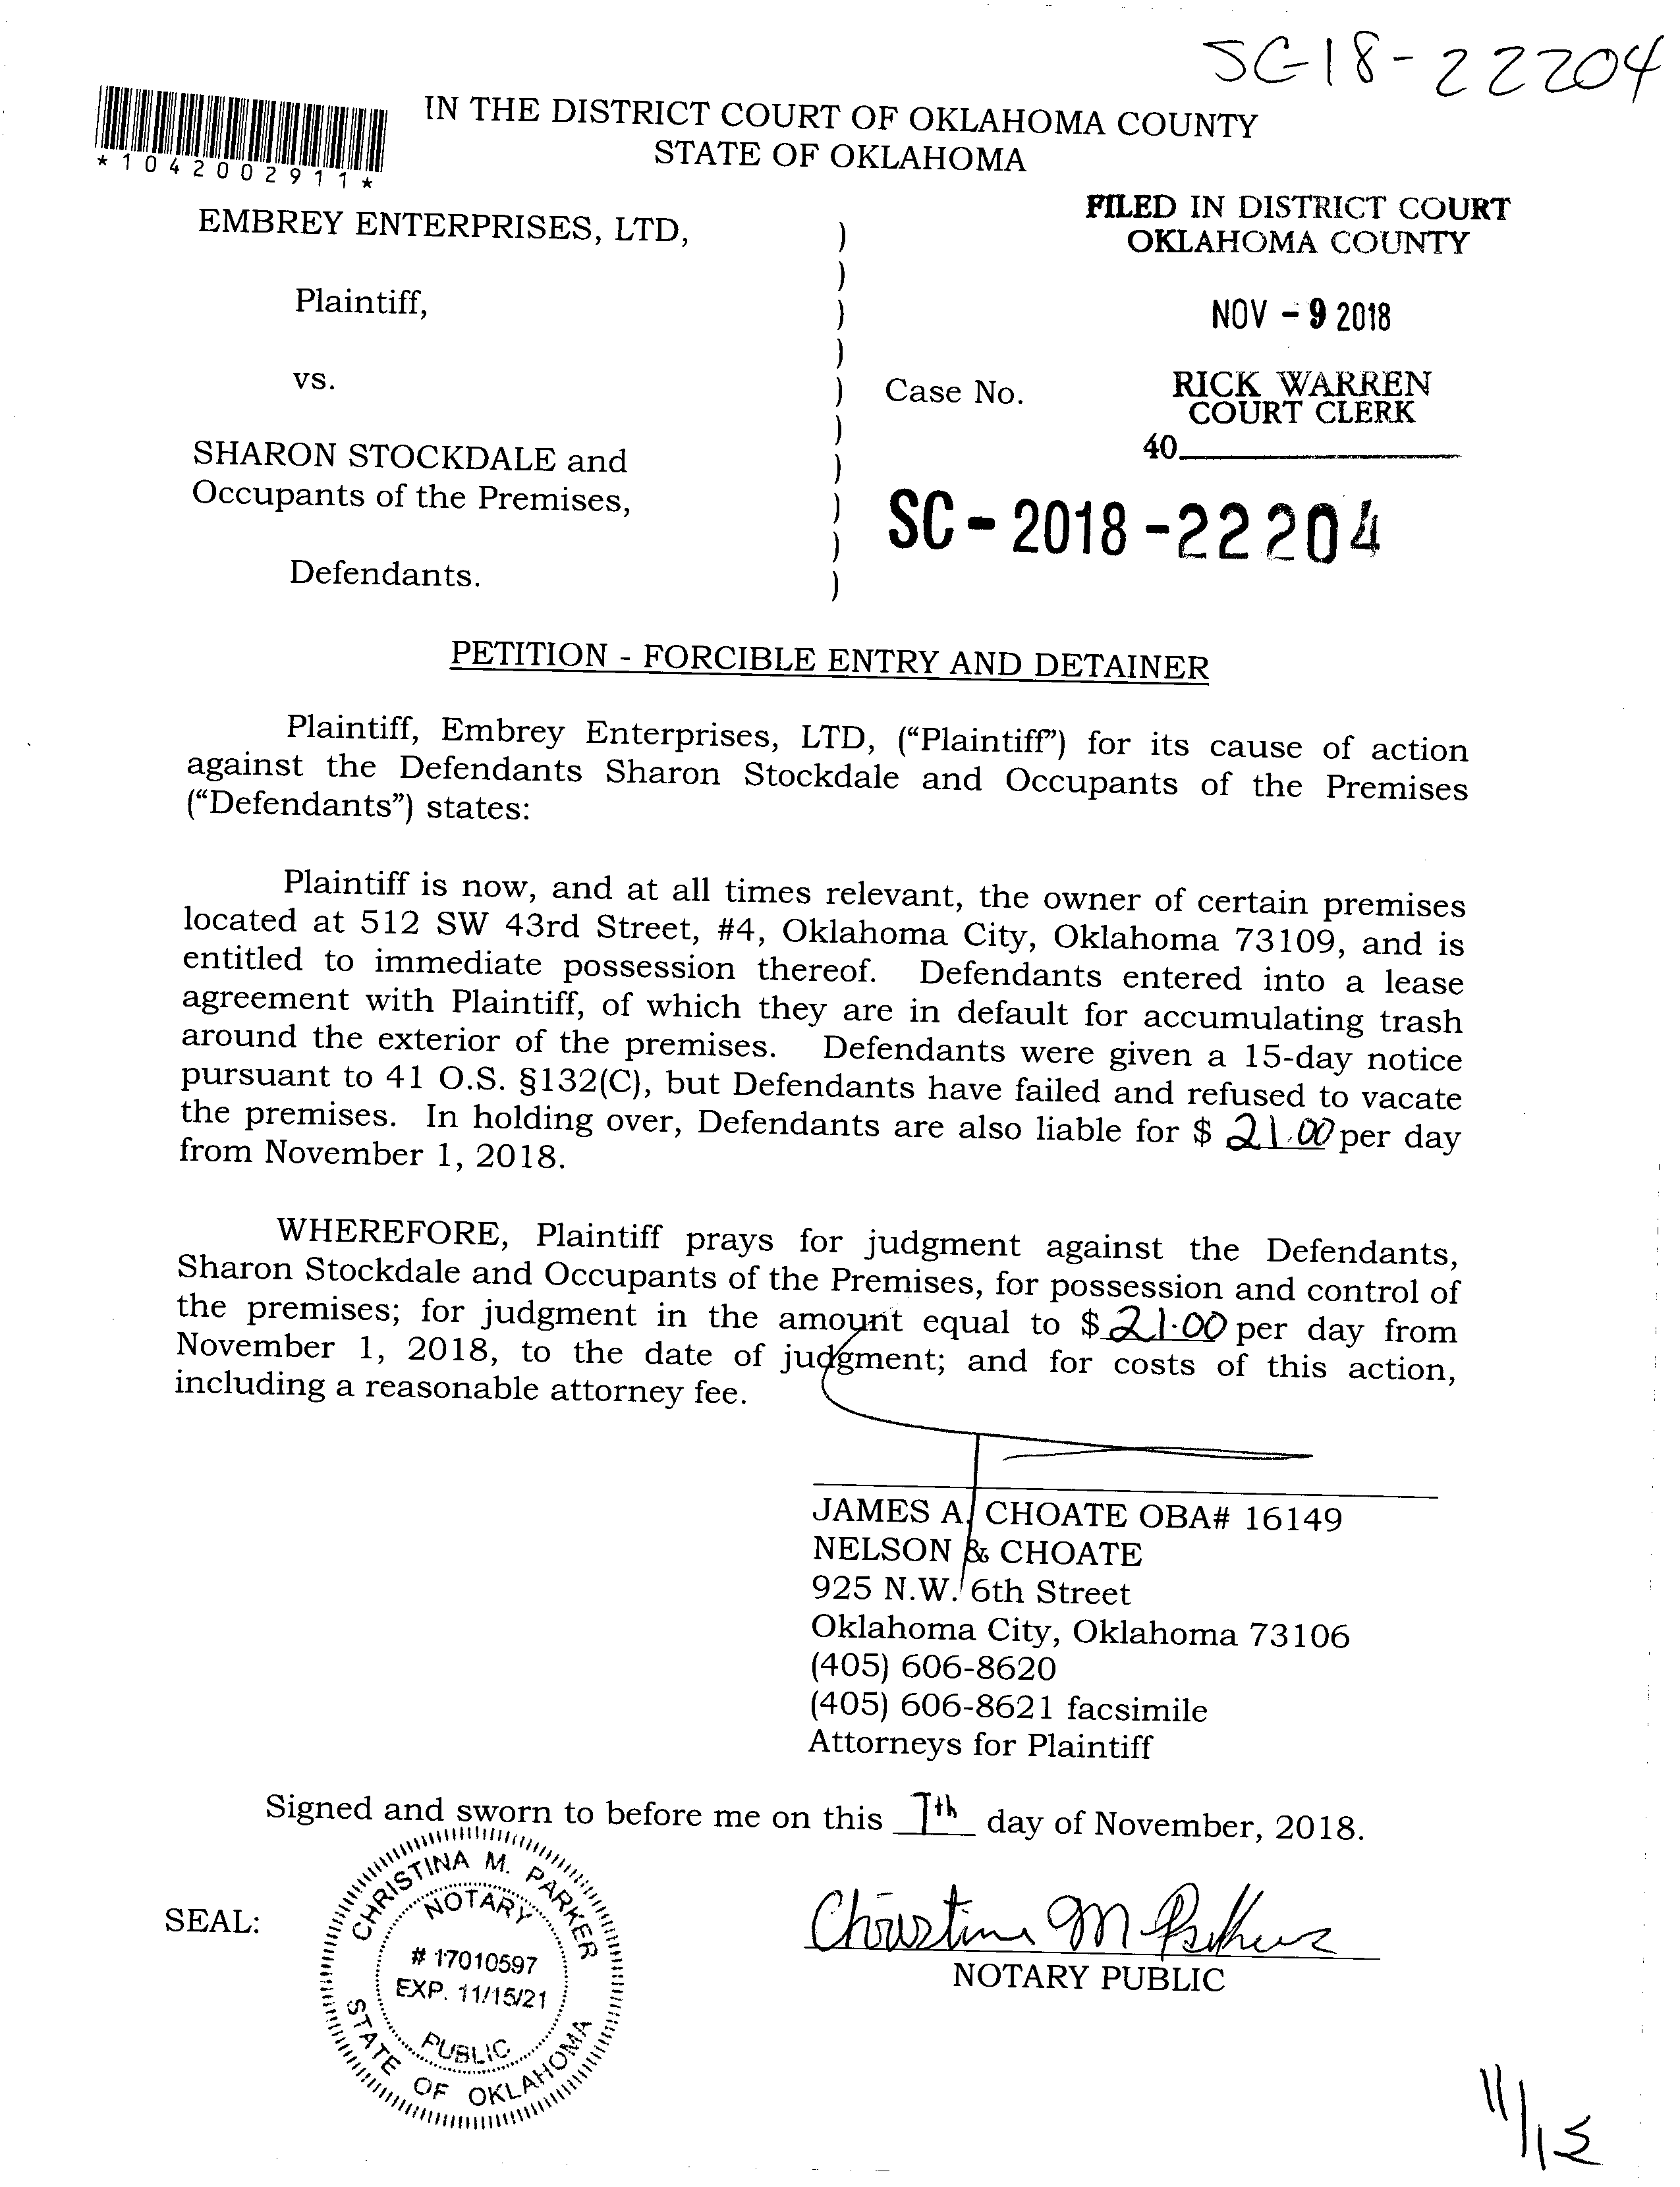 SC-18-22204
IN THE DISTRICT COURT OF OKLAHOMA COUNTY
STATE OF OKLAHOMA
*1042002911*
FILED IN DISTRICT COURT
OKLAHOMA COUNTY
EMBREY ENTERPRISES, LTD, )
)
Plaintiff, )
NOV - 9 2018
)
vs. ) Case No.
RICK WARREN
COURT CLERK
)
40
SHARON STOCKDALE and )
Occupants of the Premises, )
SC - 2018 - 22204
)
Defendants. )
PETITION - FORCIBLE ENTRY AND DETAINER
Plaintiff, Embrey Enterprises, LTD, (“Plaintiff”) for its cause of action
against the Defendants Sharon Stockdale and Occupants of the Premises
(“Defendants”) states:
Plaintiff is now, and at all times relevant, the owner of certain premises
located at 512 SW 43rd Street, #4, Oklahoma City, Oklahoma 73109, and is
entitled to immediate possession thereof. Defendants entered into a lease
agreement with Plaintiff, of which they are in default for accumulating trash
around the exterior of the premises. Defendants were given a 15-day notice
pursuant to 41 O.S. §132(C), but Defendants have failed and refused to vacate
the premises. In holding over, Defendants are also liable for $ 21.00 per day
from November 1, 2018.
WHEREFORE, Plaintiff prays for judgment against the Defendants,
Sharon Stockdale and Occupants of the Premises, for possession and control of
the premises; for judgment in the amount equal to $ 21.00 per day from
November 1, 2018, to the date of judgment; and for costs of this action,
including a reasonable attorney fee.
JAMES A. CHOATE OBA# 16149
NELSON & CHOATE
925 N.W. 6th Street
Oklahoma City, Oklahoma 73106
(405) 606-8620
(405) 606-8621 facsimile
Attorneys for Plaintiff
Signed and sworn to before me on this 7th day of November, 2018.
SEAL:
CHRISTINA M. PARKER
NOTARY
# 17010597
EXP. 11/15/21
PUBLIC
STATE OF OKLAHOMA
Christina M Parker
NOTARY PUBLIC